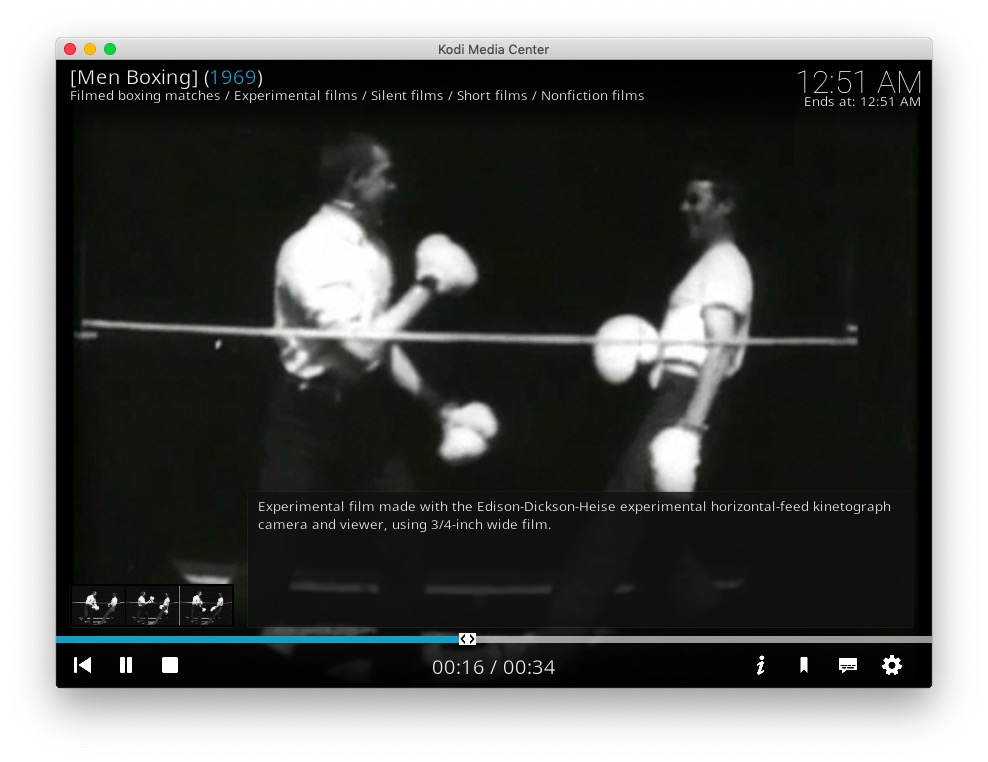 Kodi Media Center
[Men Boxing] (1969)
Filmed boxing matches / Experimental films / Silent films / Short films / Nonfiction films
12:51 AM
Ends at: 12:51 AM
Experimental film made with the Edison-Dickson-Heise experimental horizontal-feed kinetograph
camera and viewer, using 3/4-inch wide film.
00:16 / 00:34